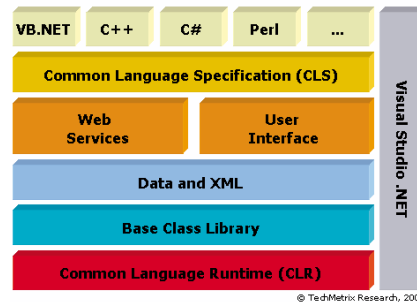 VB.NET C++ C# Perl ...
Common Language Specification (CLS)
Web Services
User Interface
Data and XML
Base Class Library
Common Language Runtime (CLR)
Visual Studio .NET
© TechMetrix Research,